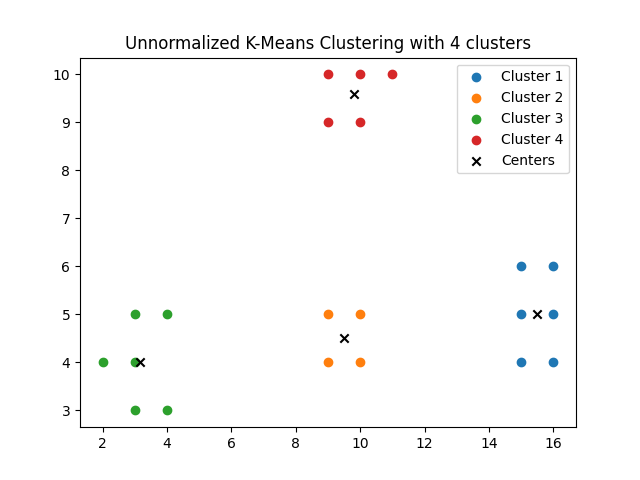 Unnormalized K-Means Clustering with 4 clusters
10
9
8
7
6
5
4
3
2
4
6
8
10
12
14
16
Cluster 1
Cluster 2
Cluster 3
Cluster 4
Centers